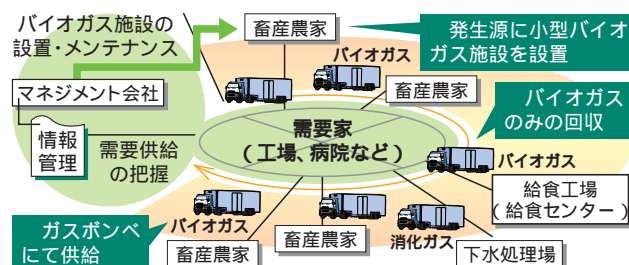 バイオガス施設の
設置・メンテナンス
畜産農家
発生源に小型バイオ
ガス施設を設置
バイオガス
畜産農家
マネジメント会社
バイオガス
のみの回収
情報
管理
需要供給
の把握
需要家
(工場、病院など)
バイオガス
給食工場
(給食センター)
ガスボンベ
にて供給
バイオガス
畜産農家
畜産農家
消化ガス
下水処理場